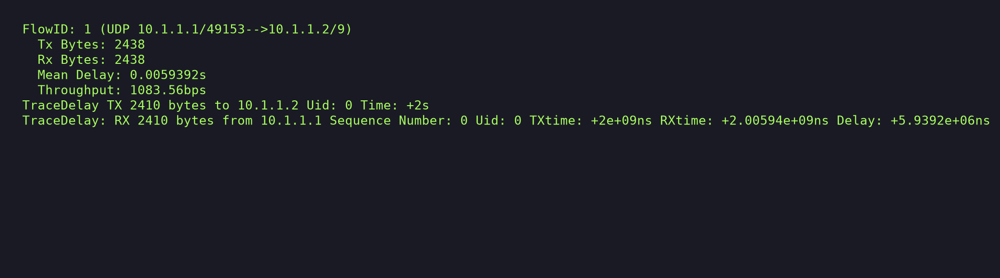 FlowID: 1 (UDP 10.1.1.1/49153-->10.1.1.2/9)
  Tx Bytes: 2438
  Rx Bytes: 2438
  Mean Delay: 0.0059392s
  Throughput: 1083.56bps
TraceDelay TX 2410 bytes to 10.1.1.2 Uid: 0 Time: +2s
TraceDelay: RX 2410 bytes from 10.1.1.1 Sequence Number: 0 Uid: 0 TXtime: +2e+09ns RXtime: +2.00594e+09ns Delay: +5.9392e+06ns